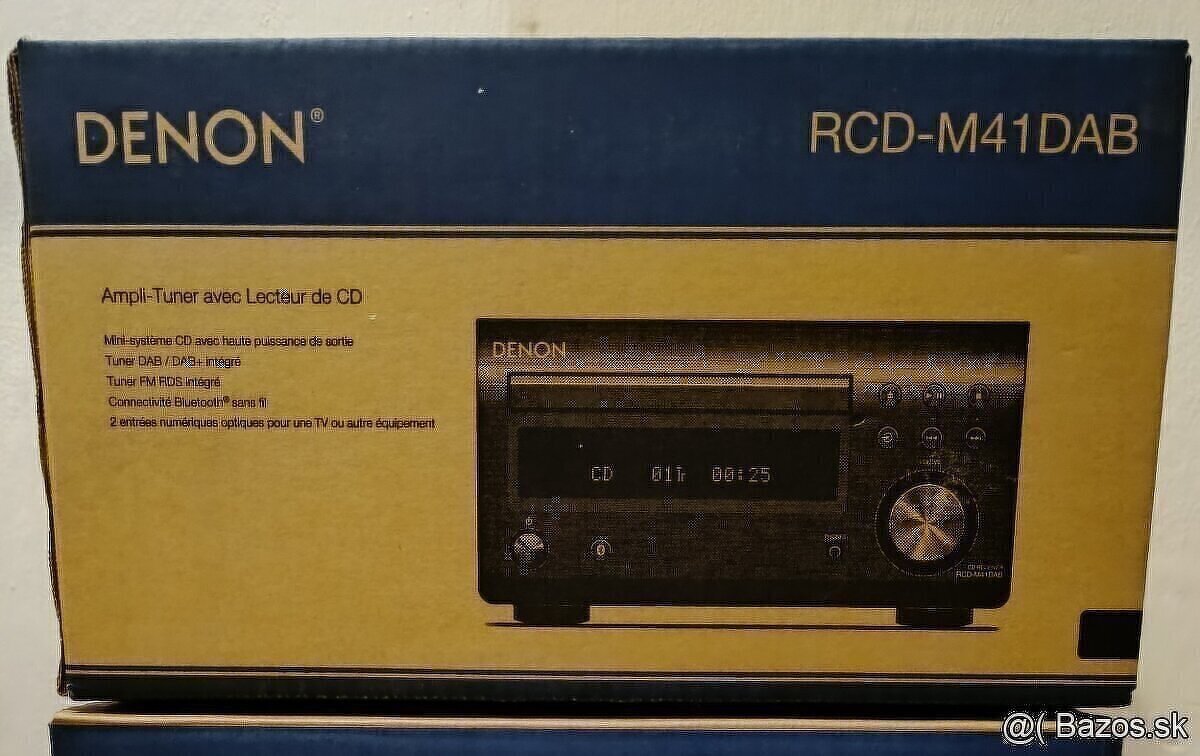 DENON®
RCD-M41DAB
Ampli-Tuner avec Lecteur de CD
Mini-système CD avec haute puissance de sortie
Tuner DAB / DAB+ intégré
Tuner FM RDS intégré
Connectivité Bluetooth® sans fil
2 entrées numériques optiques pour une TV ou autre équipement
DENON
CD 01Tr 00:25
CD RECEIVER
RCD-M41DAB
@( Bazos.sk